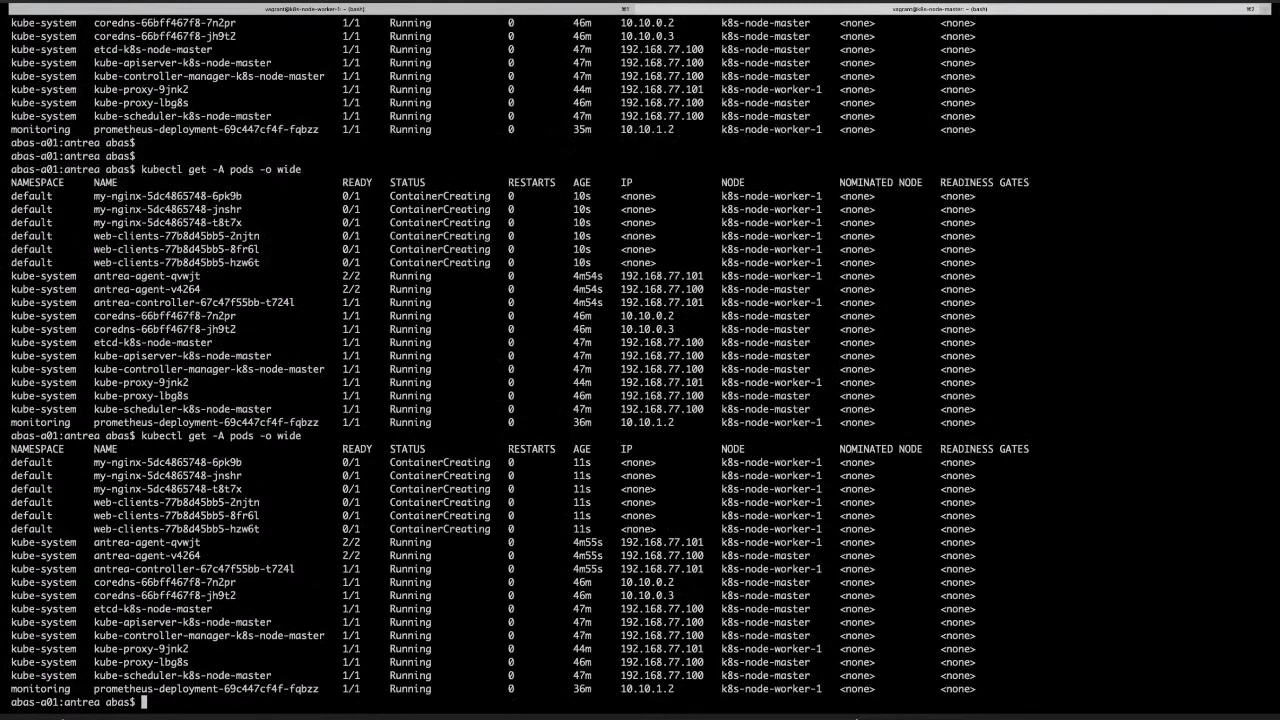 vagrant@k8s-node-worker-1: ~ (bash) ⌘1 vagrant@k8s-node-master: ~ (bash) ⌘2
kube-system coredns-66bff467f8-7n2pr 1/1 Running 0 46m 10.10.0.2 k8s-node-master <none> <none>
kube-system coredns-66bff467f8-jh9t2 1/1 Running 0 46m 10.10.0.3 k8s-node-master <none> <none>
kube-system etcd-k8s-node-master 1/1 Running 0 47m 192.168.77.100 k8s-node-master <none> <none>
kube-system kube-apiserver-k8s-node-master 1/1 Running 0 47m 192.168.77.100 k8s-node-master <none> <none>
kube-system kube-controller-manager-k8s-node-master 1/1 Running 0 47m 192.168.77.100 k8s-node-master <none> <none>
kube-system kube-proxy-9jnk2 1/1 Running 0 44m 192.168.77.101 k8s-node-worker-1 <none> <none>
kube-system kube-proxy-lbg8s 1/1 Running 0 46m 192.168.77.100 k8s-node-master <none> <none>
kube-system kube-scheduler-k8s-node-master 1/1 Running 0 47m 192.168.77.100 k8s-node-master <none> <none>
monitoring prometheus-deployment-69c447cf4f-fqbzz 1/1 Running 0 35m 10.10.1.2 k8s-node-worker-1 <none> <none>
abas-a01:antrea abas$
abas-a01:antrea abas$
abas-a01:antrea abas$ kubectl get -A pods -o wide
NAMESPACE NAME READY STATUS RESTARTS AGE IP NODE NOMINATED NODE READINESS GATES
default my-nginx-5dc4865748-6pk9b 0/1 ContainerCreating 0 10s <none> k8s-node-worker-1 <none> <none>
default my-nginx-5dc4865748-jnshr 0/1 ContainerCreating 0 10s <none> k8s-node-worker-1 <none> <none>
default my-nginx-5dc4865748-t8t7x 0/1 ContainerCreating 0 10s <none> k8s-node-worker-1 <none> <none>
default web-clients-77b8d45bb5-2njtn 0/1 ContainerCreating 0 10s <none> k8s-node-worker-1 <none> <none>
default web-clients-77b8d45bb5-8fr6l 0/1 ContainerCreating 0 10s <none> k8s-node-worker-1 <none> <none>
default web-clients-77b8d45bb5-hzw6t 0/1 ContainerCreating 0 10s <none> k8s-node-worker-1 <none> <none>
kube-system antrea-agent-qvwjt 2/2 Running 0 4m54s 192.168.77.101 k8s-node-worker-1 <none> <none>
kube-system antrea-agent-v4264 2/2 Running 0 4m54s 192.168.77.100 k8s-node-master <none> <none>
kube-system antrea-controller-67c47f55bb-t724l 1/1 Running 0 4m54s 192.168.77.101 k8s-node-worker-1 <none> <none>
kube-system coredns-66bff467f8-7n2pr 1/1 Running 0 46m 10.10.0.2 k8s-node-master <none> <none>
kube-system coredns-66bff467f8-jh9t2 1/1 Running 0 46m 10.10.0.3 k8s-node-master <none> <none>
kube-system etcd-k8s-node-master 1/1 Running 0 47m 192.168.77.100 k8s-node-master <none> <none>
kube-system kube-apiserver-k8s-node-master 1/1 Running 0 47m 192.168.77.100 k8s-node-master <none> <none>
kube-system kube-controller-manager-k8s-node-master 1/1 Running 0 47m 192.168.77.100 k8s-node-master <none> <none>
kube-system kube-proxy-9jnk2 1/1 Running 0 44m 192.168.77.101 k8s-node-worker-1 <none> <none>
kube-system kube-proxy-lbg8s 1/1 Running 0 46m 192.168.77.100 k8s-node-master <none> <none>
kube-system kube-scheduler-k8s-node-master 1/1 Running 0 47m 192.168.77.100 k8s-node-master <none> <none>
monitoring prometheus-deployment-69c447cf4f-fqbzz 1/1 Running 0 36m 10.10.1.2 k8s-node-worker-1 <none> <none>
abas-a01:antrea abas$ kubectl get -A pods -o wide
NAMESPACE NAME READY STATUS RESTARTS AGE IP NODE NOMINATED NODE READINESS GATES
default my-nginx-5dc4865748-6pk9b 0/1 ContainerCreating 0 11s <none> k8s-node-worker-1 <none> <none>
default my-nginx-5dc4865748-jnshr 0/1 ContainerCreating 0 11s <none> k8s-node-worker-1 <none> <none>
default my-nginx-5dc4865748-t8t7x 0/1 ContainerCreating 0 11s <none> k8s-node-worker-1 <none> <none>
default web-clients-77b8d45bb5-2njtn 0/1 ContainerCreating 0 11s <none> k8s-node-worker-1 <none> <none>
default web-clients-77b8d45bb5-8fr6l 0/1 ContainerCreating 0 11s <none> k8s-node-worker-1 <none> <none>
default web-clients-77b8d45bb5-hzw6t 0/1 ContainerCreating 0 11s <none> k8s-node-worker-1 <none> <none>
kube-system antrea-agent-qvwjt 2/2 Running 0 4m55s 192.168.77.101 k8s-node-worker-1 <none> <none>
kube-system antrea-agent-v4264 2/2 Running 0 4m55s 192.168.77.100 k8s-node-master <none> <none>
kube-system antrea-controller-67c47f55bb-t724l 1/1 Running 0 4m55s 192.168.77.101 k8s-node-worker-1 <none> <none>
kube-system coredns-66bff467f8-7n2pr 1/1 Running 0 46m 10.10.0.2 k8s-node-master <none> <none>
kube-system coredns-66bff467f8-jh9t2 1/1 Running 0 46m 10.10.0.3 k8s-node-master <none> <none>
kube-system etcd-k8s-node-master 1/1 Running 0 47m 192.168.77.100 k8s-node-master <none> <none>
kube-system kube-apiserver-k8s-node-master 1/1 Running 0 47m 192.168.77.100 k8s-node-master <none> <none>
kube-system kube-controller-manager-k8s-node-master 1/1 Running 0 47m 192.168.77.100 k8s-node-master <none> <none>
kube-system kube-proxy-9jnk2 1/1 Running 0 44m 192.168.77.101 k8s-node-worker-1 <none> <none>
kube-system kube-proxy-lbg8s 1/1 Running 0 46m 192.168.77.100 k8s-node-master <none> <none>
kube-system kube-scheduler-k8s-node-master 1/1 Running 0 47m 192.168.77.100 k8s-node-master <none> <none>
monitoring prometheus-deployment-69c447cf4f-fqbzz 1/1 Running 0 36m 10.10.1.2 k8s-node-worker-1 <none> <none>
abas-a01:antrea abas$